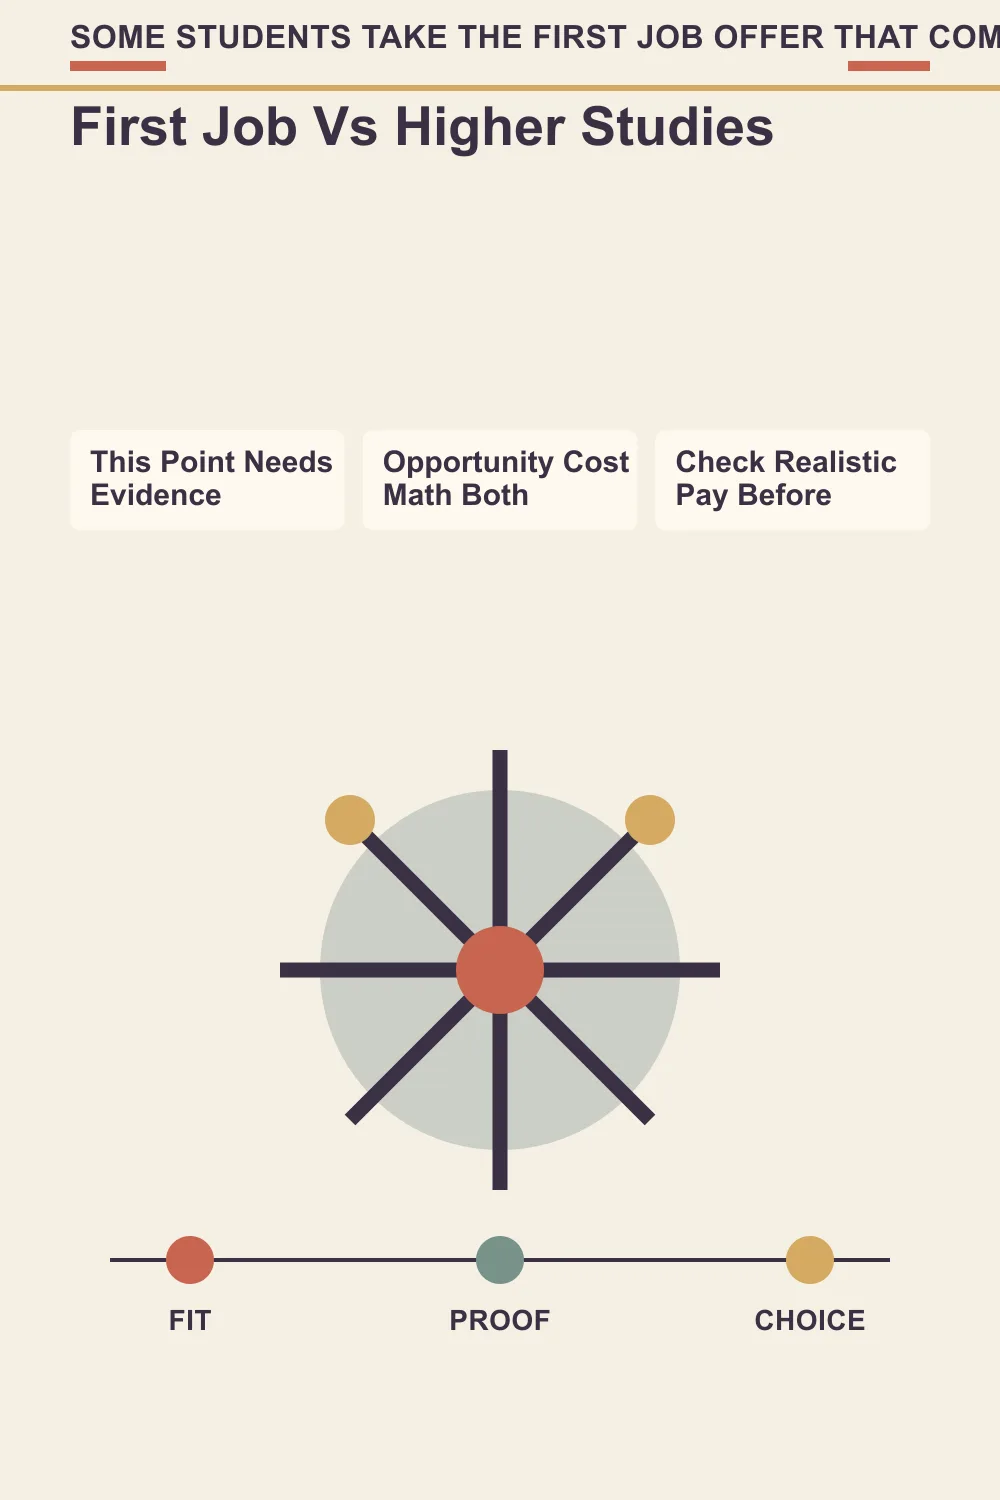 SOME STUDENTS TAKE THE FIRST JOB OFFER THAT COM
First Job Vs Higher Studies
This Point Needs
Evidence
Opportunity Cost
Math Both
Check Realistic
Pay Before
FIT
PROOF
CHOICE